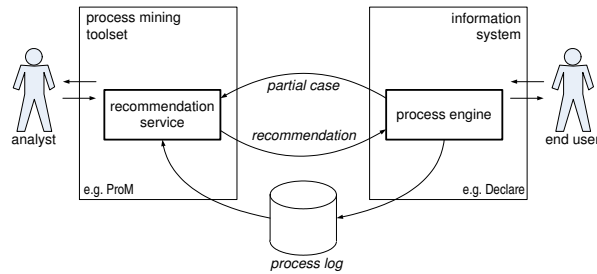 process mining
toolset
information
system
partial case
recommendation
service
process engine
recommendation
analyst
end user
e.g. ProM
e.g. Declare
process log